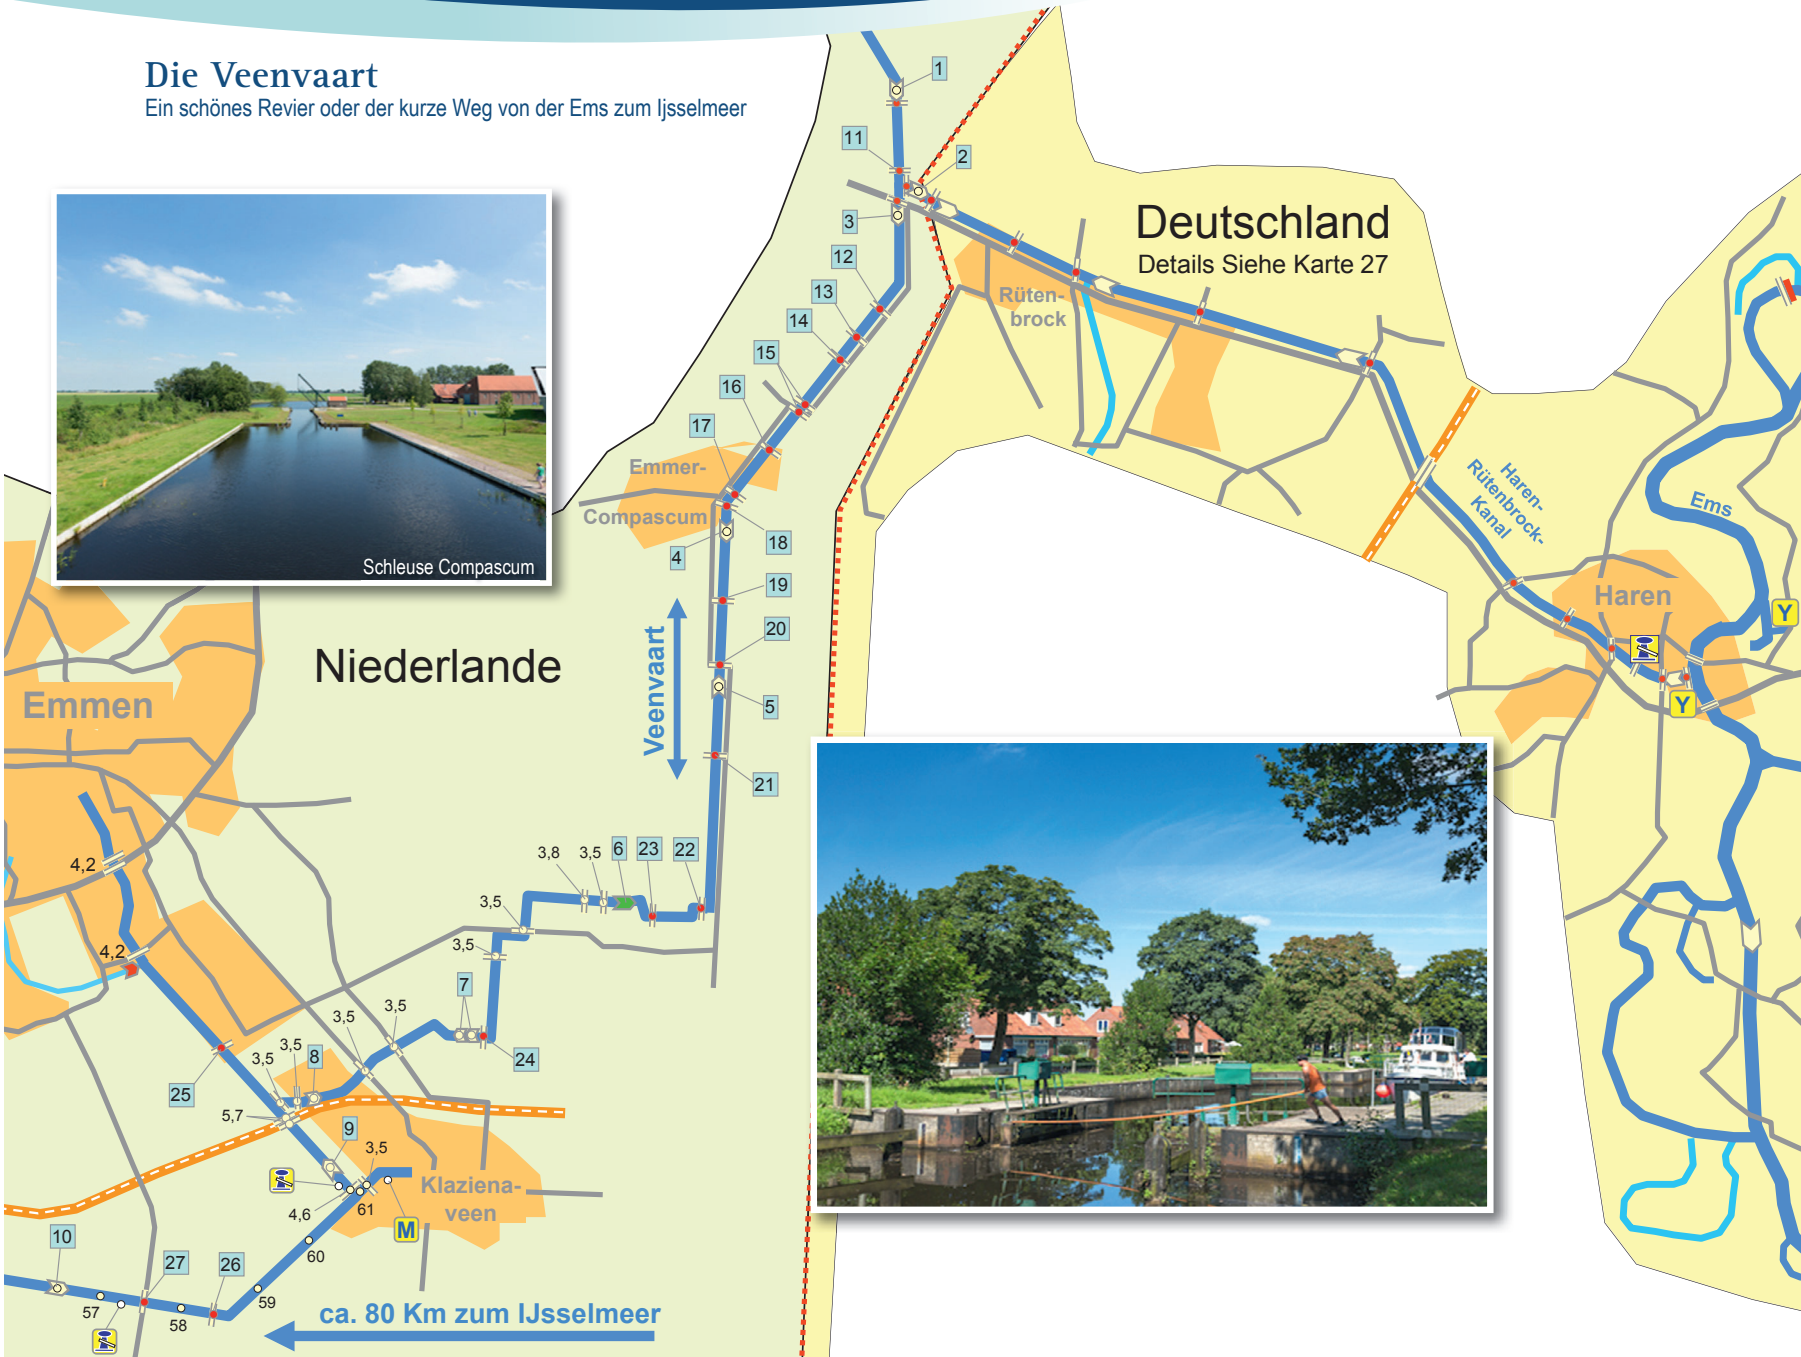 Die Veenvaart
Ein schönes Revier oder der kurze Weg von der Ems zum Ijsselmeer
1
11
2
3
12
13
14
15
16
17
18
4
19
20
5
21
22
23
6
3,5
3,8
3,5
3,5
7
24
3,5
3,5
8
3,5
3,5
5,7
25
4,2
4,2
9
3,5
4,6
61
60
59
58
57
10
27
26
M
Y
Y
Deutschland
Details Siehe Karte 27
Rüten-
brock
Haren-
Rütenbrock-
Kanal
Ems
Haren
Emmer-
Compascum
Schleuse Compascum
Niederlande
Veenvaart
Emmen
Klaziena-
veen
ca. 80 Km zum IJsselmeer